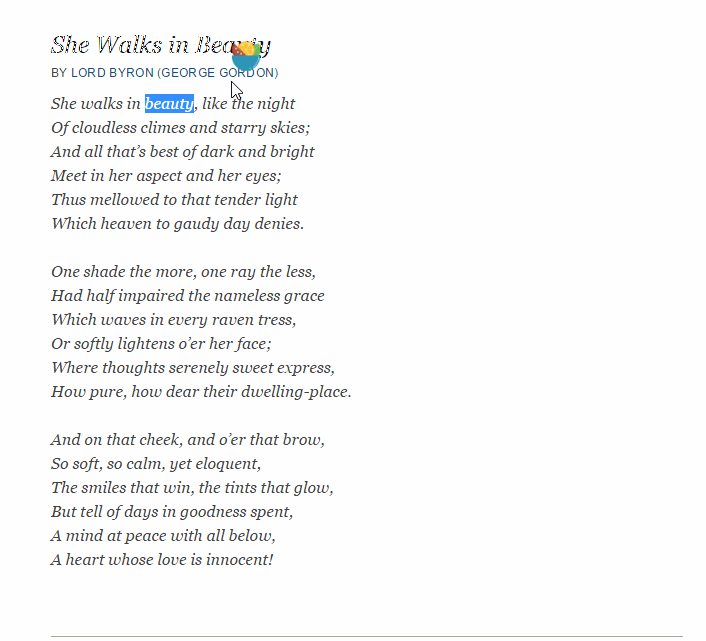 She Walks in Beauty
BY LORD BYRON (GEORGE GORDON)
She walks in beauty, like the night
Of cloudless climes and starry skies;
And all that’s best of dark and bright
Meet in her aspect and her eyes;
Thus mellowed to that tender light
Which heaven to gaudy day denies.
One shade the more, one ray the less,
Had half impaired the nameless grace
Which waves in every raven tress,
Or softly lightens o’er her face;
Where thoughts serenely sweet express,
How pure, how dear their dwelling-place.
And on that cheek, and o’er that brow,
So soft, so calm, yet eloquent,
The smiles that win, the tints that glow,
But tell of days in goodness spent,
A mind at peace with all below,
A heart whose love is innocent!